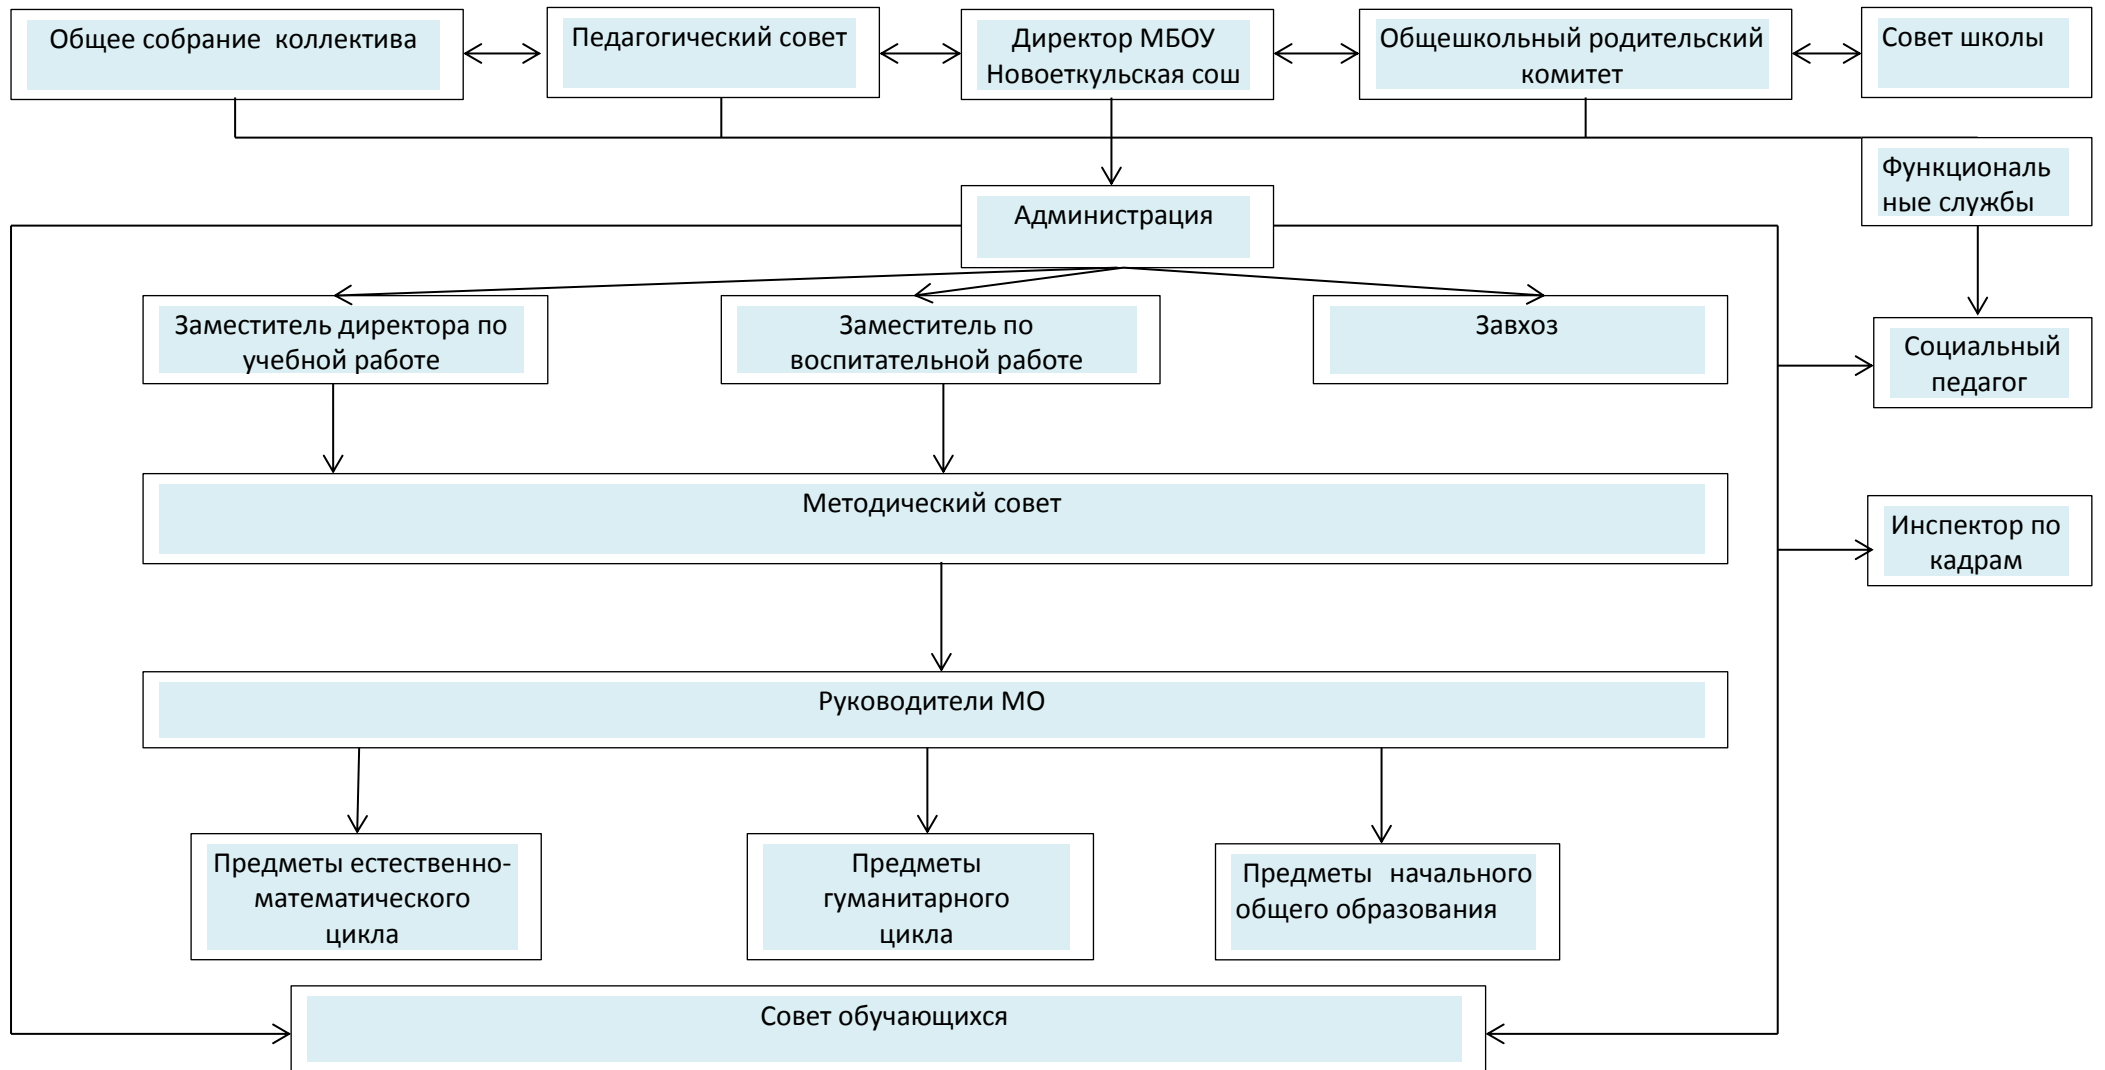 Общее собрание коллектива
Педагогический совет
Директор МБОУ
Новоеткульская сош
Общешкольный родительский
комитет
Совет школы
Функциональ
ные службы
Администрация
Заместитель директора по
учебной работе
Заместитель по
воспитательной работе
Завхоз
Социальный
педагог
Методический совет
Инспектор по
кадрам
Руководители МО
Предметы естественно-
математического
цикла
Предметы
гуманитарного
цикла
Предметы начального
общего образования
Совет обучающихся